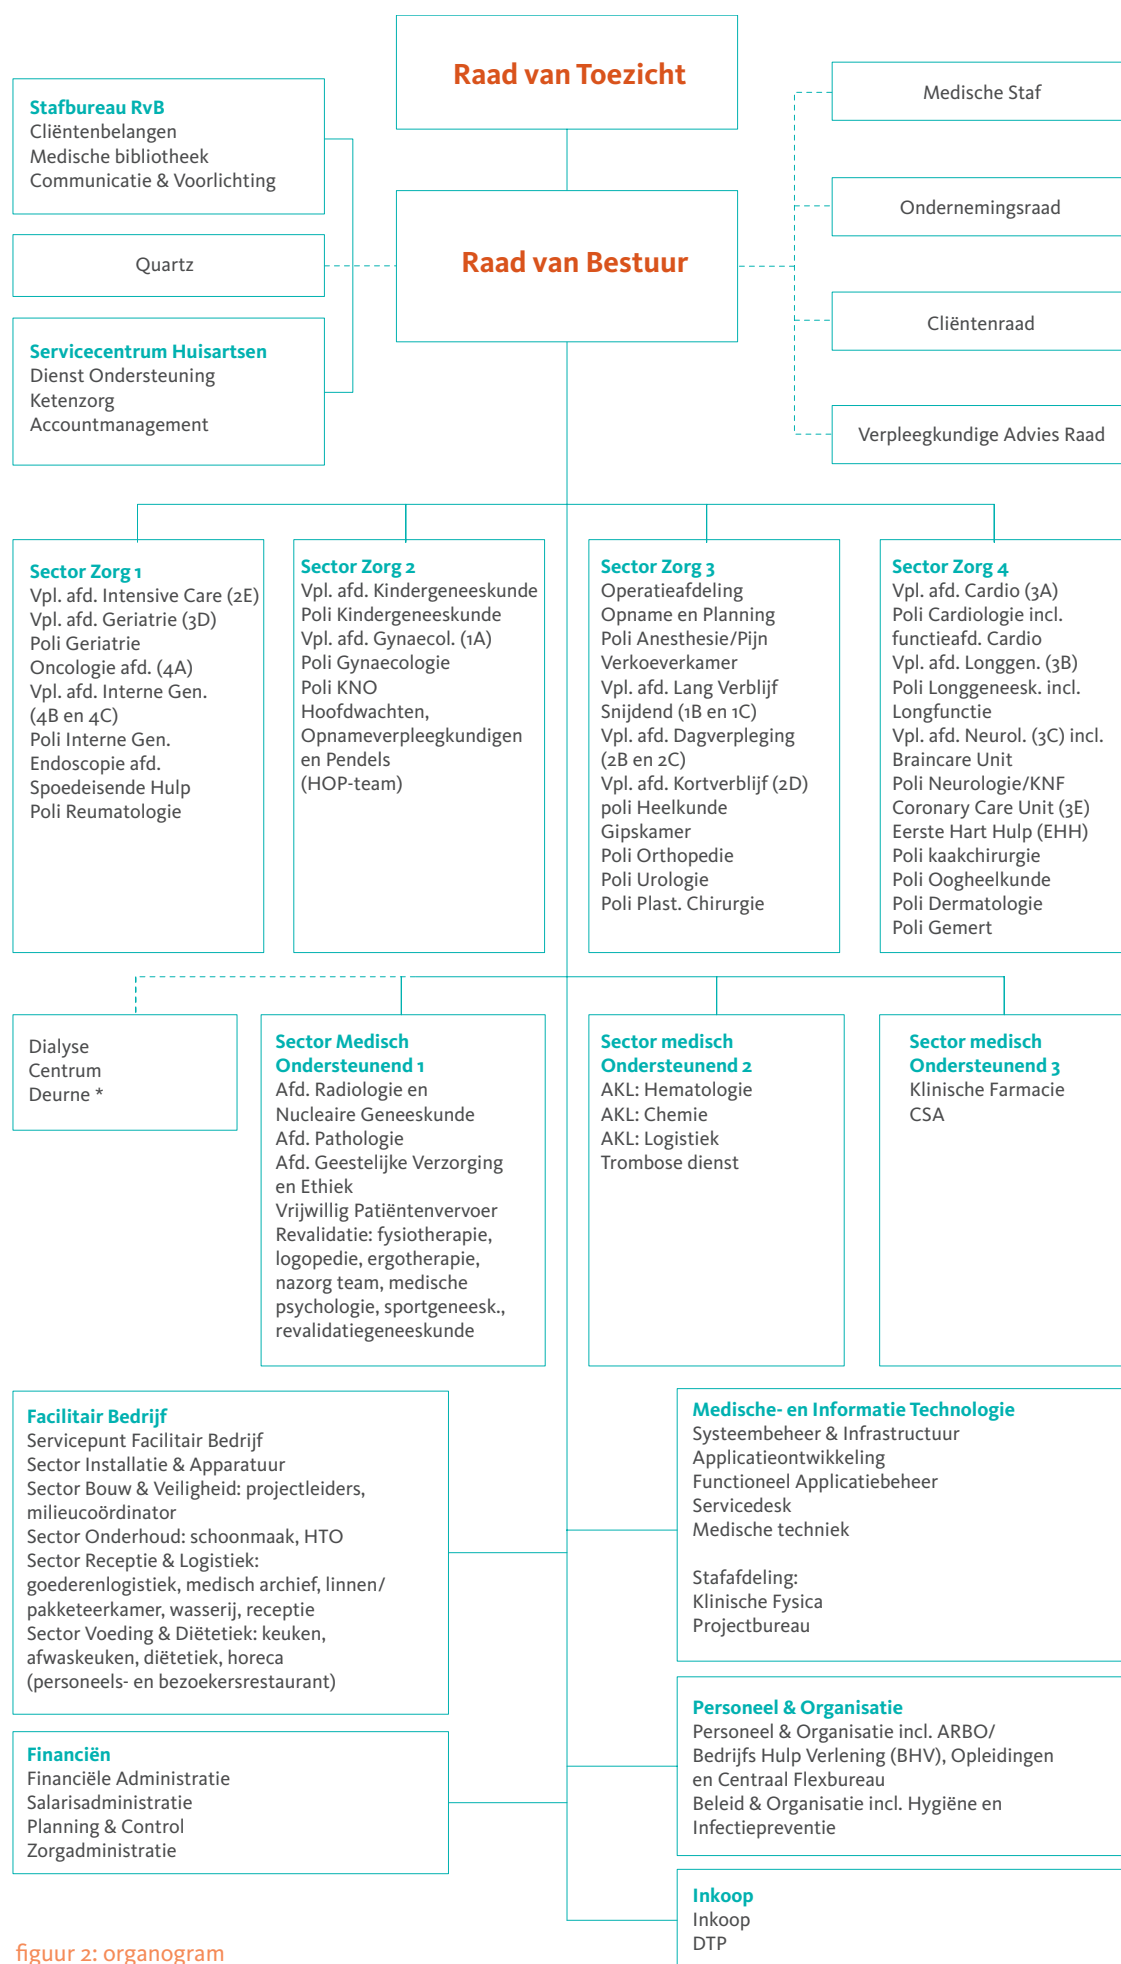 Raad van Toezicht
Stafbureau RvB
Cliëntenbelangen
Medische bibliotheek
Communicatie & Voorlichting
Quartz
Servicecentrum Huisartsen
Dienst Ondersteuning
Ketenzorg
Accountmanagement
Raad van Bestuur
Medische Staf
Ondernemingsraad
Cliëntenraad
Verpleegkundige Advies Raad
Sector Zorg 1
Vpl. afd. Intensive Care (2E)
Vpl. afd. Geriatrie (3D)
Poli Geriatrie
Oncologie afd. (4A)
Vpl. afd. Interne Gen.
(4B en 4C)
Poli Interne Gen.
Endoscopie afd.
Spoedeisende Hulp
Poli Reumatologie
Sector Zorg 2
Vpl. afd. Kindergeneeskunde
Poli Kindergeneeskunde
Vpl. afd. Gynaecol. (1A)
Poli Gynaecologie
Poli KNO
Hoofdwachten,
Opnameverpleegkundigen
en Pendels
(HOP-team)
Sector Zorg 3
Operatieafdeling
Opname en Planning
Poli Anesthesie/Pijn
Verkoeverkamer
Vpl. afd. Lang Verblijf
Snijdend (1B en 1C)
Vpl. afd. Dagverpleging
(2B en 2C)
Vpl. afd. Kortverblijf (2D)
poli Heelkunde
Gipskamer
Poli Orthopedie
Poli Urologie
Poli Plast. Chirurgie
Sector Zorg 4
Vpl. afd. Cardio (3A)
Poli Cardiologie incl.
functieafd. Cardio
Vpl. afd. Longgen. (3B)
Poli Longgeneesk. incl.
Longfunctie
Vpl. afd. Neurol. (3C) incl.
Braincare Unit
Poli Neurologie/KNF
Coronary Care Unit (3E)
Eerste Hart Hulp (EHH)
Poli kaakchirurgie
Poli Oogheelkunde
Poli Dermatologie
Poli Gemert
Dialyse
Centrum
Deurne *
Sector Medisch
Ondersteunend 1
Afd. Radiologie en
Nucleaire Geneeskunde
Afd. Pathologie
Afd. Geestelijke Verzorging
en Ethiek
Vrijwillig Patiëntenvervoer
Revalidatie: fysiotherapie,
logopedie, ergotherapie,
nazorg team, medische
psychologie, sportgeneesk.,
revalidatiegeneeskunde
Sector medisch
Ondersteunend 2
AKL: Hematologie
AKL: Chemie
AKL: Logistiek
Trombose dienst
Sector medisch
Ondersteunend 3
Klinische Farmacie
CSA
Facilitair Bedrijf
Servicepunt Facilitair Bedrijf
Sector Installatie & Apparatuur
Sector Bouw & Veiligheid: projectleiders,
milieucoördinator
Sector Onderhoud: schoonmaak, HTO
Sector Receptie & Logistiek:
goederenlogistiek, medisch archief, linnen/
pakketeerkamer, wasserij, receptie
Sector Voeding & Diëtetiek: keuken,
afwaskeuken, diëtetiek, horeca
(personeels- en bezoekersrestaurant)
Financiën
Financiële Administratie
Salarisadministratie
Planning & Control
Zorgadministratie
Medische- en Informatie Technologie
Systeembeheer & Infrastructuur
Applicatieontwikkeling
Functioneel Applicatiebeheer
Servicedesk
Medische techniek
Stafafdeling:
Klinische Fysica
Projectbureau
Personeel & Organisatie
Personeel & Organisatie incl. ARBO/
Bedrijfs Hulp Verlening (BHV), Opleidingen
en Centraal Flexbureau
Beleid & Organisatie incl. Hygiëne en
Infectiepreventie
Inkoop
Inkoop
DTP
figuur 2: organogram